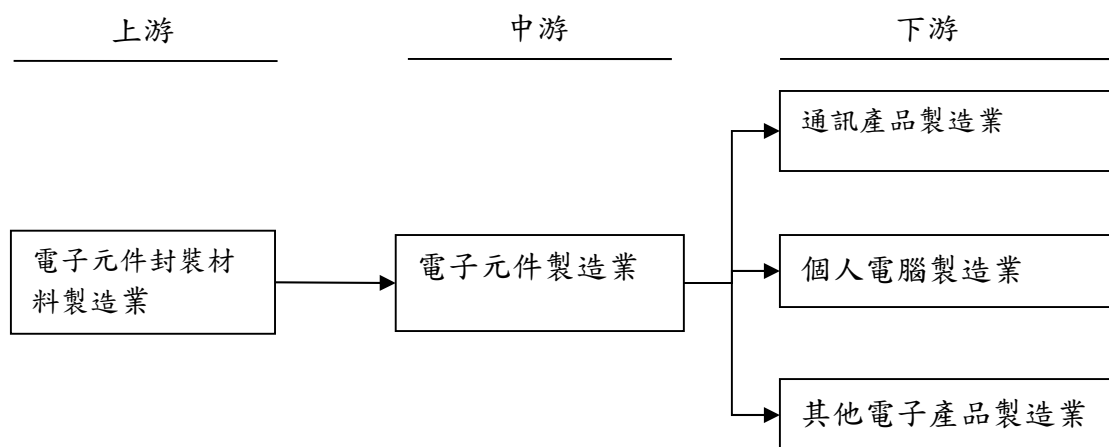 上游
中游
下游
通訊產品製造業
電子元件封裝材
料製造業
電子元件製造業
個人電腦製造業
其他電子產品製造業